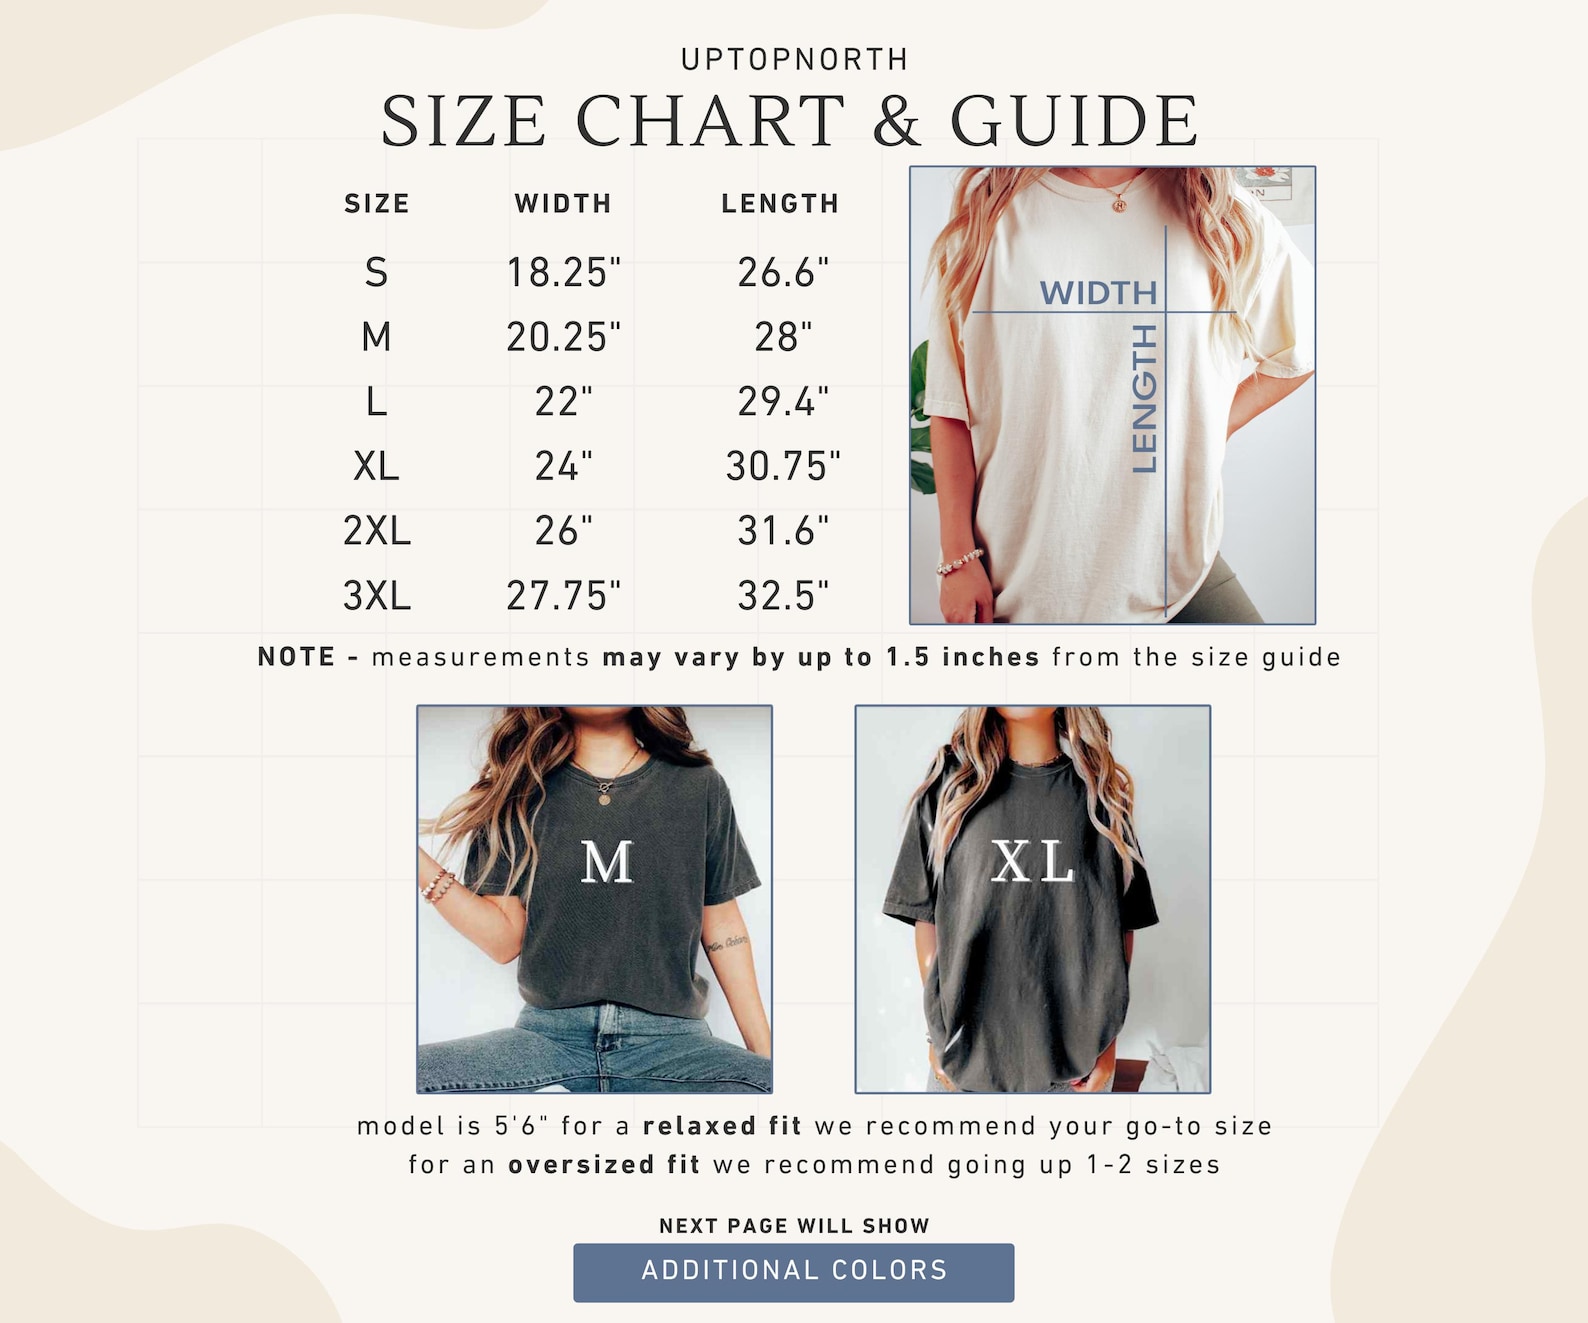 UPTOPNORTH
SIZE CHART & GUIDE
SIZE WIDTH LENGTH
S 18.25" 26.6"
M 20.25" 28"
L 22" 29.4"
XL 24" 30.75"
2XL 26" 31.6"
3XL 27.75" 32.5"
WIDTH
LENGTH
NOTE - measurements may vary by up to 1.5 inches from the size guide
M
XL
model is 5'6" for a relaxed fit we recommend your go-to size
for an oversized fit we recommend going up 1-2 sizes
NEXT PAGE WILL SHOW
ADDITIONAL COLORS